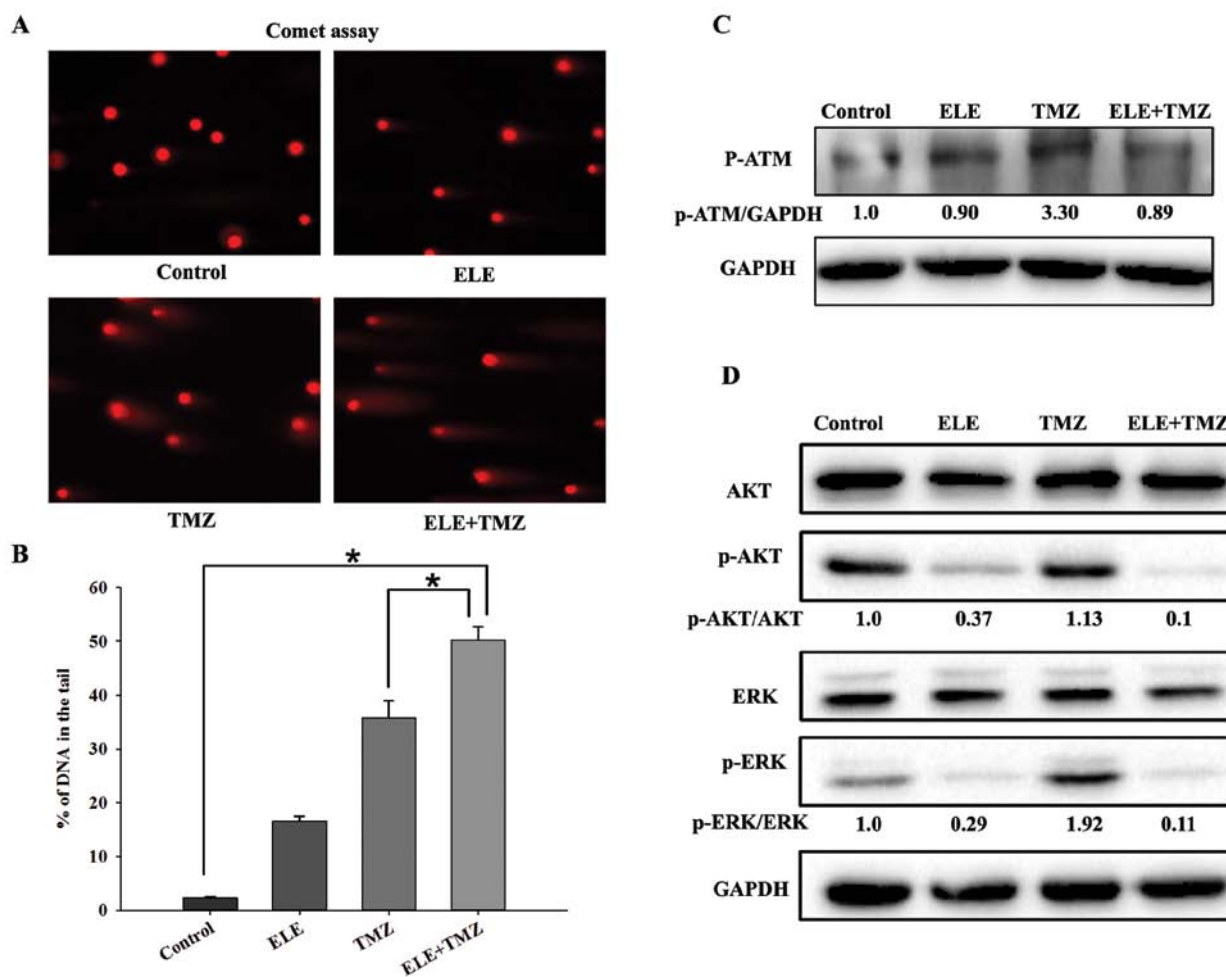 A
Comet assay
Control
ELE
TMZ
ELE+TMZ
B
% of DNA in the tail
60
50
40
30
20
10
0
*
*
Control
ELE
TMZ
ELE+TMZ
C
Control ELE TMZ ELE+TMZ
P-ATM
p-ATM/GAPDH 1.0 0.90 3.30 0.89
GAPDH
D
Control ELE TMZ ELE+TMZ
AKT
p-AKT
p-AKT/AKT 1.0 0.37 1.13 0.1
ERK
p-ERK
p-ERK/ERK 1.0 0.29 1.92 0.11
GAPDH